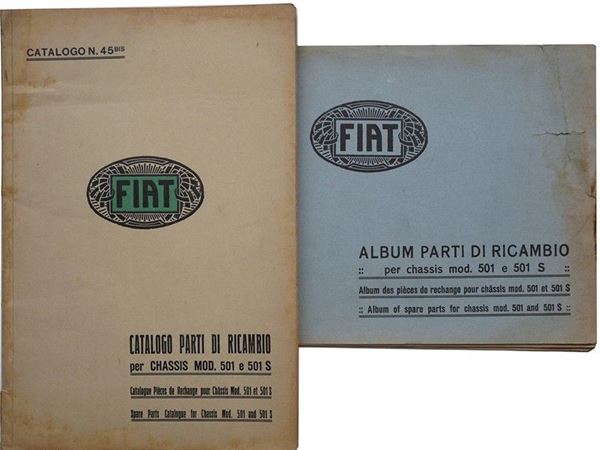 CATALOGO N. 45BIS
FIAT
CATALOGO PARTI DI RICAMBIO
per CHASSIS MOD. 501 e 501 S
Catalogue Pièces de Rechange pour Châssis Mod. 501 et 501 S
Spare Parts Catalogue for Chassis Mod. 501 and 501 S
FIAT
ALBUM PARTI DI RICAMBIO
:: per chassis mod. 501 e 501 S ::
Album des pièces de rechange pour châssis mod. 501 et 501 S
:: Album of spare parts for chassis mod. 501 and 501 S ::